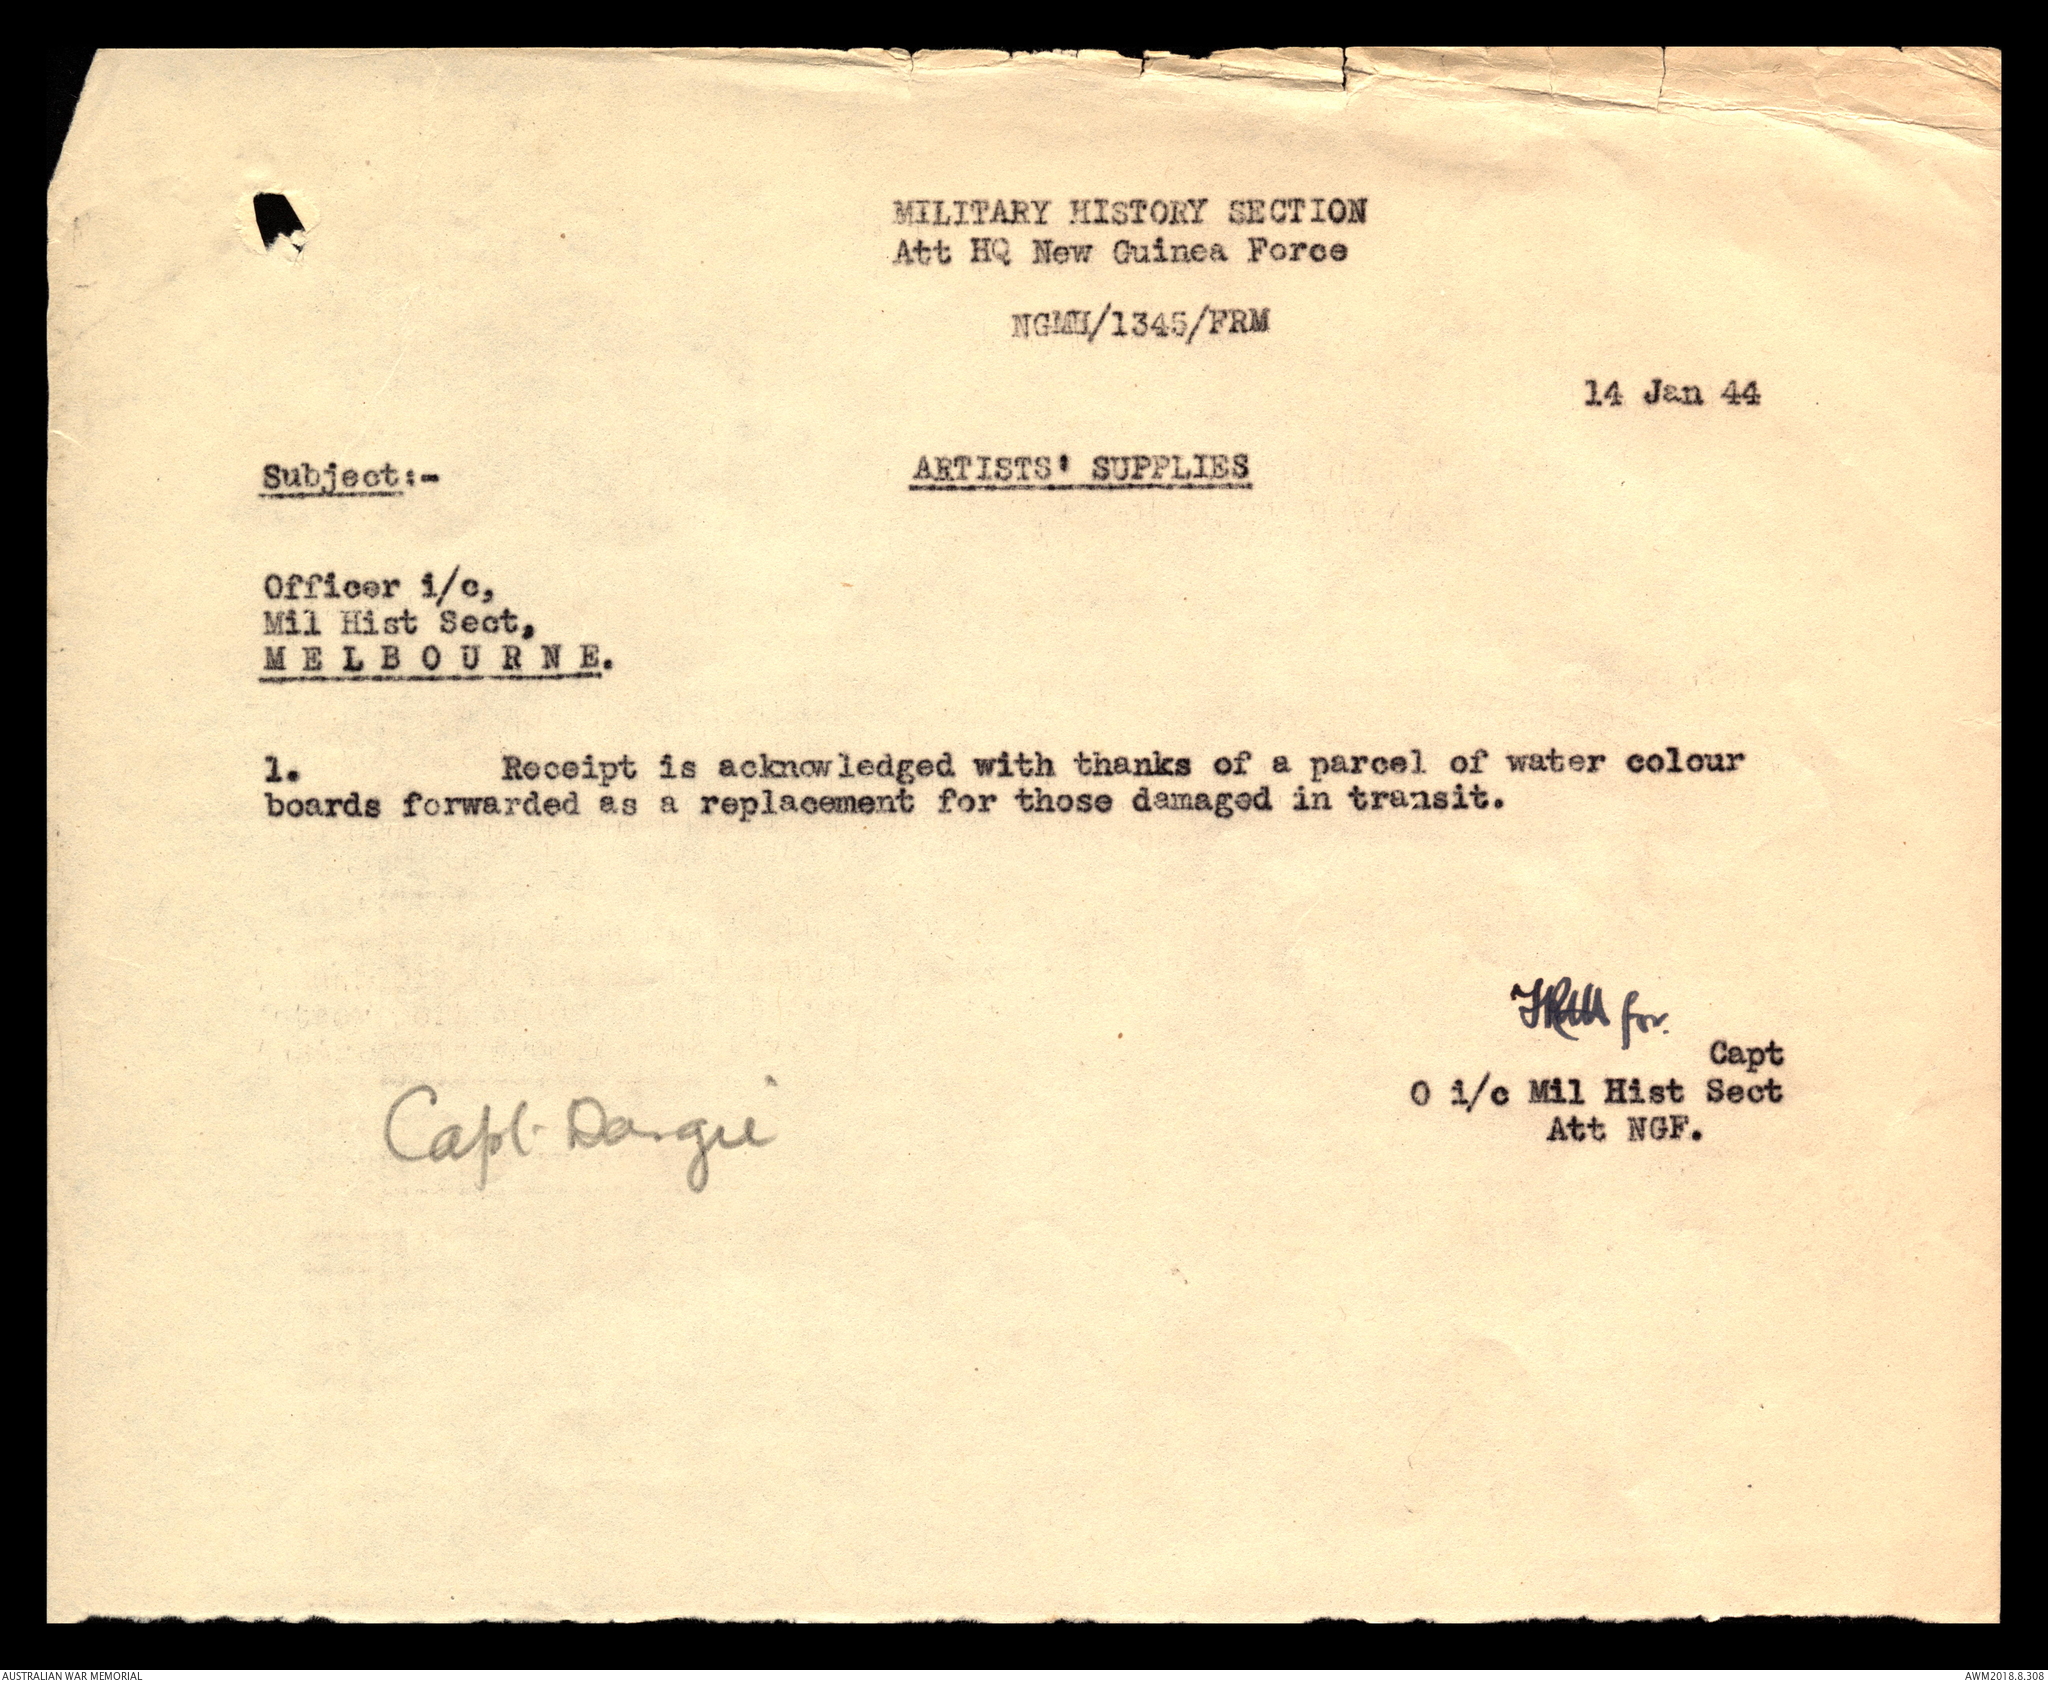 MILITARY HISTORY SECTION
Att HQ New Guinea Force
NGMH/1345/FRM
14 Jan 44
Subject:-
ARTISTS' SUPPLIES
Officer i/c,
Mil Hist Sect,
M E L B O U R N E.
1. Receipt is acknowledged with thanks of a parcel of water colour
boards forwarded as a replacement for those damaged in transit.
FRM for.
Capt
O i/c Mil Hist Sect
Att NGF.
Capt Dargie
AUSTRALIAN WAR MEMORIAL
AWM2018.8.308